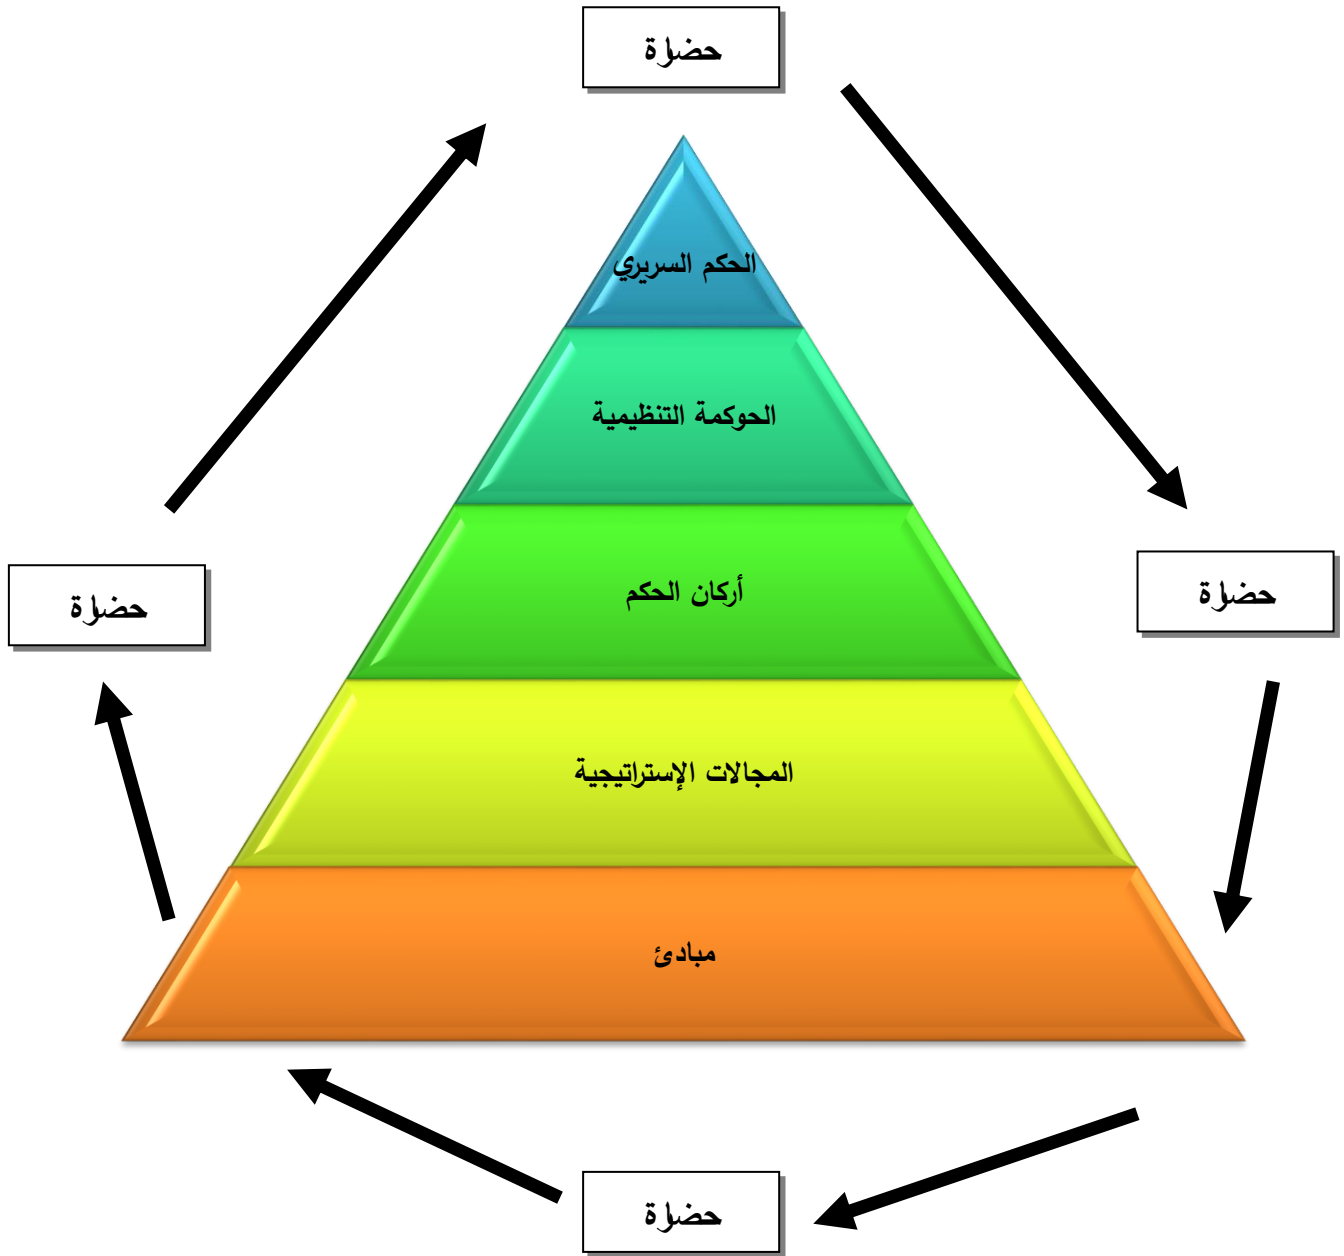 حضارة
الحكم السريري
الحوكمة التنظيمية
أركان الحكم
حضارة
حضارة
المجالات الإستراتيجية
مبادئ
حضارة